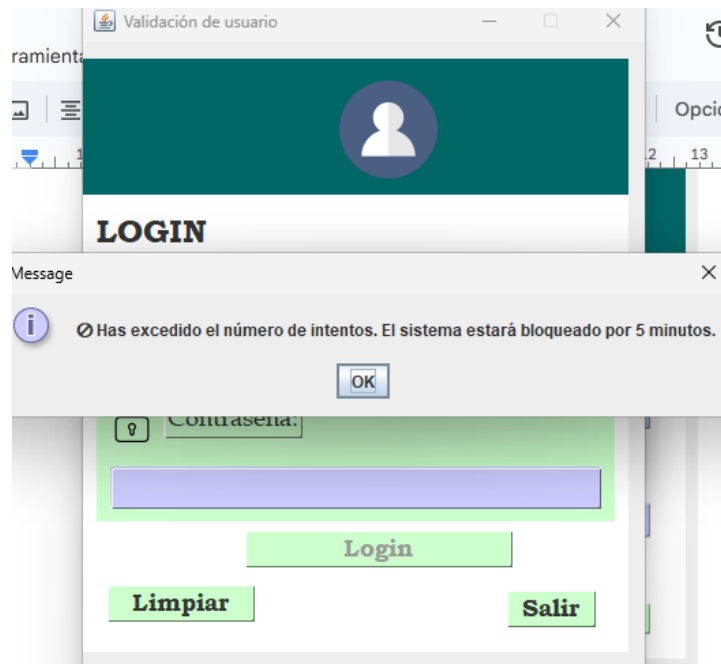 Validación de usuario
ramienta
Opcio
12 13
LOGIN
Message
Has excedido el número de intentos. El sistema estará bloqueado por 5 minutos.
OK
Contraseña:
Login
Limpiar
Salir